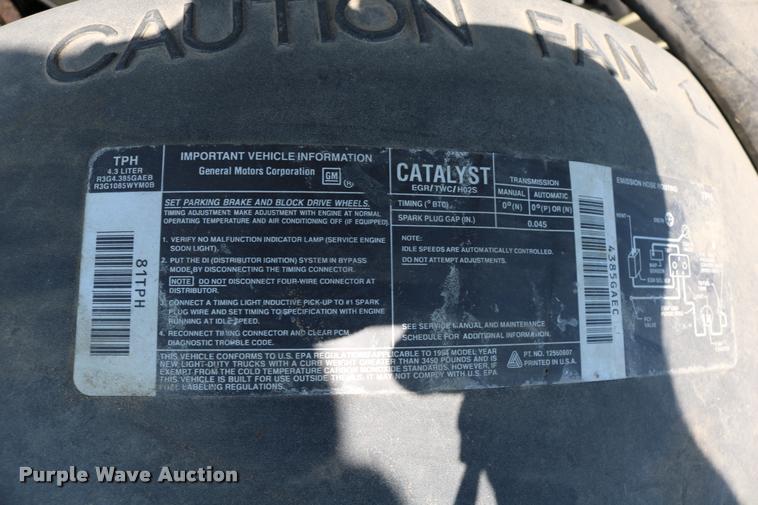 CAUTION FAN
TPH
4.3 LITER
R3G4.385GAEB
R3G1085WYM0B
IMPORTANT VEHICLE INFORMATION
General Motors Corporation
GM ®
SET PARKING BRAKE AND BLOCK DRIVE WHEELS.
TIMING ADJUSTMENT: MAKE ADJUSTMENT WITH ENGINE AT NORMAL
OPERATING TEMPERATURE AND AIR CONDITIONING OFF (IF EQUIPPED).
1. VERIFY NO MALFUNCTION INDICATOR LAMP (SERVICE ENGINE
SOON LIGHT).
2. PUT THE DI (DISTRIBUTOR IGNITION) SYSTEM IN BYPASS
MODE BY DISCONNECTING THE TIMING CONNECTOR.
NOTE: DO NOT DISCONNECT FOUR-WIRE CONNECTOR AT
DISTRIBUTOR.
3. CONNECT A TIMING LIGHT INDUCTIVE PICK-UP TO #1 SPARK
PLUG WIRE AND SET TIMING TO SPECIFICATION WITH ENGINE
RUNNING AT IDLE SPEED.
4. RECONNECT TIMING CONNECTOR AND CLEAR PCM
DIAGNOSTIC TROUBLE CODE.
81TPH
CATALYST
EGR/TWC/HO2S
TRANSMISSION
MANUAL AUTOMATIC
TIMING (° BTC) 0°(N) 0°(P) OR (N)
SPARK PLUG GAP (IN.) 0.045
NOTE:
IDLE SPEEDS ARE AUTOMATICALLY CONTROLLED.
DO NOT ATTEMPT ADJUSTMENTS.
SEE SERVICE MANUAL AND MAINTENANCE
SCHEDULE FOR ADDITIONAL INFORMATION.
THIS VEHICLE CONFORMS TO U.S. EPA REGULATIONS APPLICABLE TO 1994 MODEL YEAR
NEW LIGHT-DUTY TRUCKS WITH A CURB WEIGHT GREATER THAN 3450 POUNDS AND IS
EXEMPT FROM THE COLD TEMPERATURE CARBON MONOXIDE STANDARDS. HOWEVER, IF
THIS VEHICLE IS BUILT FOR USE OUTSIDE THE U.S. IT MAY NOT COMPLY WITH U.S. EPA
LABELING REGULATIONS.
PT. NO. 12550807
PRINTED IN U.S.A.
4385GAEC
EMISSION HOSE ROUTING
FRONT
MAP
SENSOR
PCV
VALVE
Purple Wave Auction